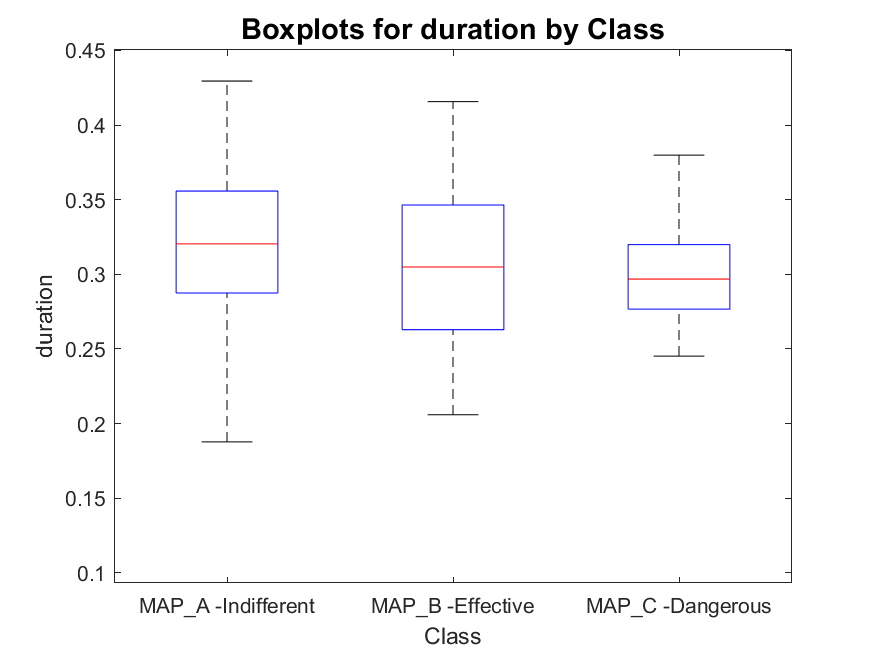 Boxplots for duration by Class
0.45
0.4
0.35
0.3
0.25
0.2
0.15
0.1
duration
MAP_A -Indifferent
MAP_B -Effective
MAP_C -Dangerous
Class